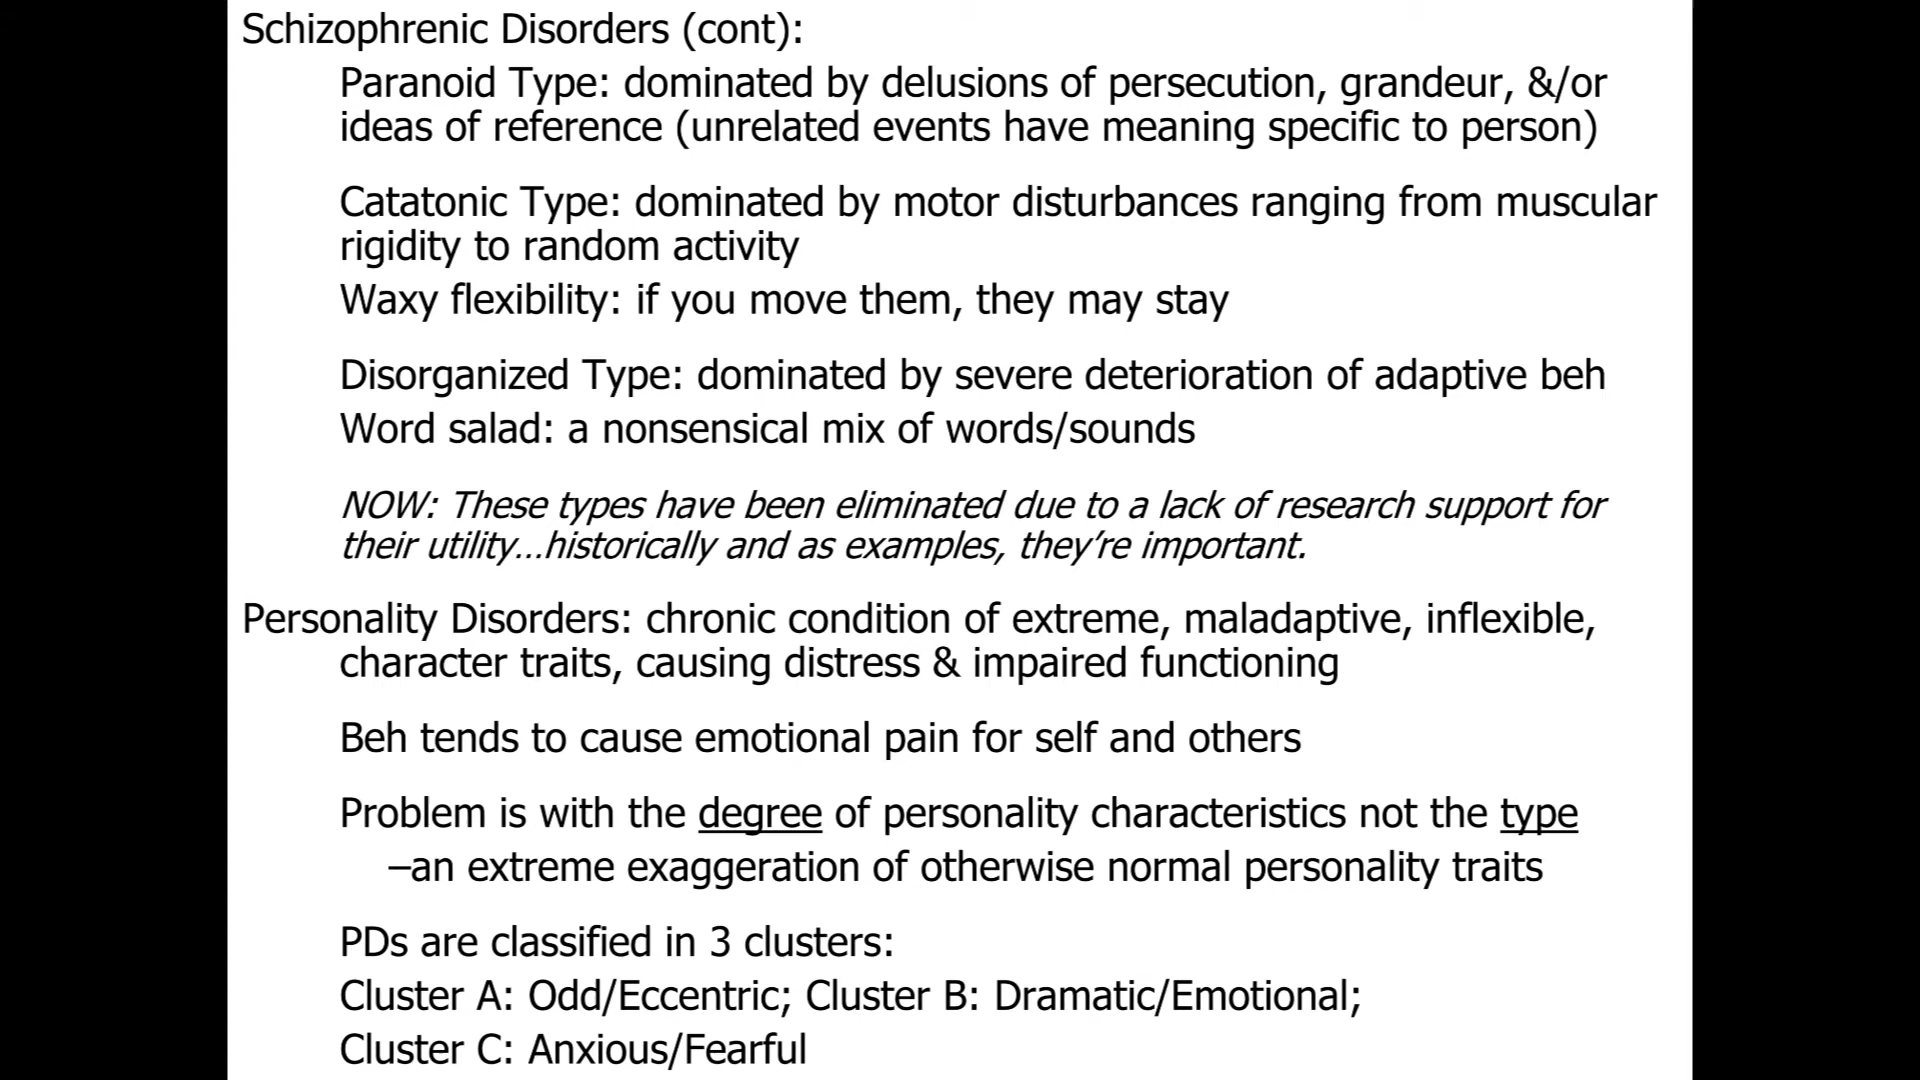 Schizophrenic Disorders (cont):
Paranoid Type: dominated by delusions of persecution, grandeur, &/or
ideas of reference (unrelated events have meaning specific to person)
Catatonic Type: dominated by motor disturbances ranging from muscular
rigidity to random activity
Waxy flexibility: if you move them, they may stay
Disorganized Type: dominated by severe deterioration of adaptive beh
Word salad: a nonsensical mix of words/sounds
NOW: These types have been eliminated due to a lack of research support for
their utility…historically and as examples, they’re important.
Personality Disorders: chronic condition of extreme, maladaptive, inflexible,
character traits, causing distress & impaired functioning
Beh tends to cause emotional pain for self and others
Problem is with the degree of personality characteristics not the type
–an extreme exaggeration of otherwise normal personality traits
PDs are classified in 3 clusters:
Cluster A: Odd/Eccentric; Cluster B: Dramatic/Emotional;
Cluster C: Anxious/Fearful